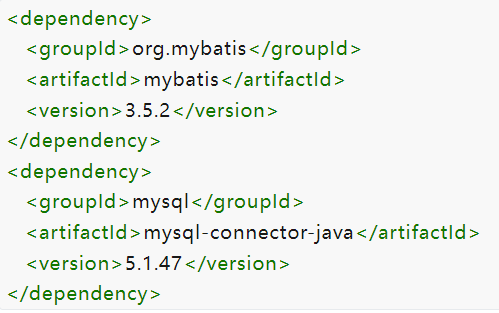 <dependency>
<groupId>org.mybatis</groupId>
<artifactId>mybatis</artifactId>
<version>3.5.2</version>
</dependency>
<dependency>
<groupId>mysql</groupId>
<artifactId>mysql-connector-java</artifactId>
<version>5.1.47</version>
</dependency>